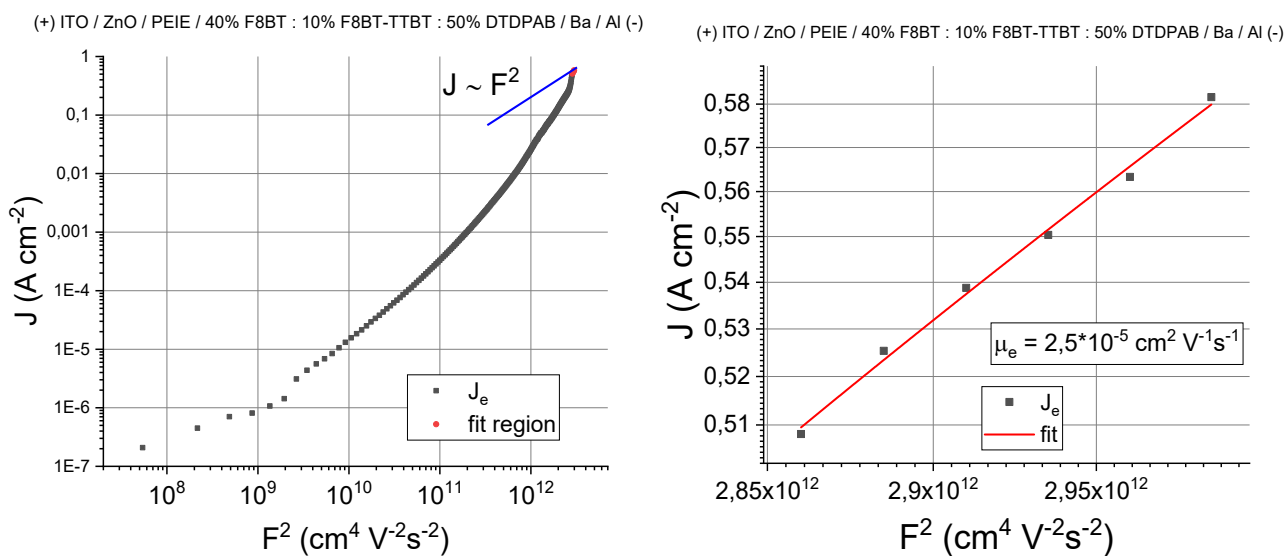 (+) ITO / ZnO / PEIE / 40% F8BT : 10% F8BT-TTBT : 50% DTDPAB / Ba / Al (-)
J (A cm⁻²)
1
0,1
0,01
0,001
1E-4
1E-5
1E-6
1E-7
J ~ F²
Jₑ
fit region
10⁸
10⁹
10¹⁰
10¹¹
10¹²
F² (cm⁴ V⁻²s⁻²)
(+) ITO / ZnO / PEIE / 40% F8BT : 10% F8BT-TTBT : 50% DTDPAB / Ba / Al (-)
J (A cm⁻²)
0,58
0,57
0,56
0,55
0,54
0,53
0,52
0,51
μₑ = 2,5*10⁻⁵ cm² V⁻¹s⁻¹
Jₑ
fit
2,85x10¹²
2,9x10¹²
2,95x10¹²
F² (cm⁴ V⁻²s⁻²)